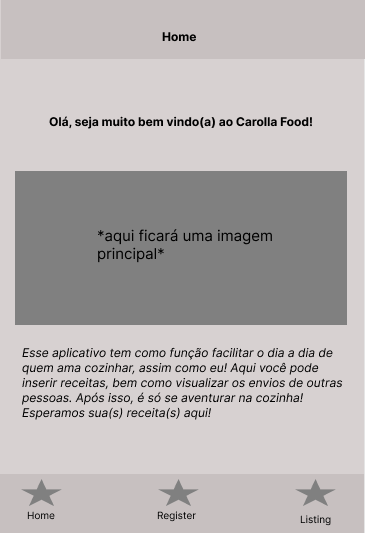 Home
Olá, seja muito bem vindo(a) ao Carolla Food!
*aqui ficará uma imagem
principal*
Esse aplicativo tem como função facilitar o dia a dia de
quem ama cozinhar, assim como eu! Aqui você pode
inserir receitas, bem como visualizar os envios de outras
pessoas. Após isso, é só se aventurar na cozinha!
Esperamos sua(s) receita(s) aqui!
Home
Register
Listing